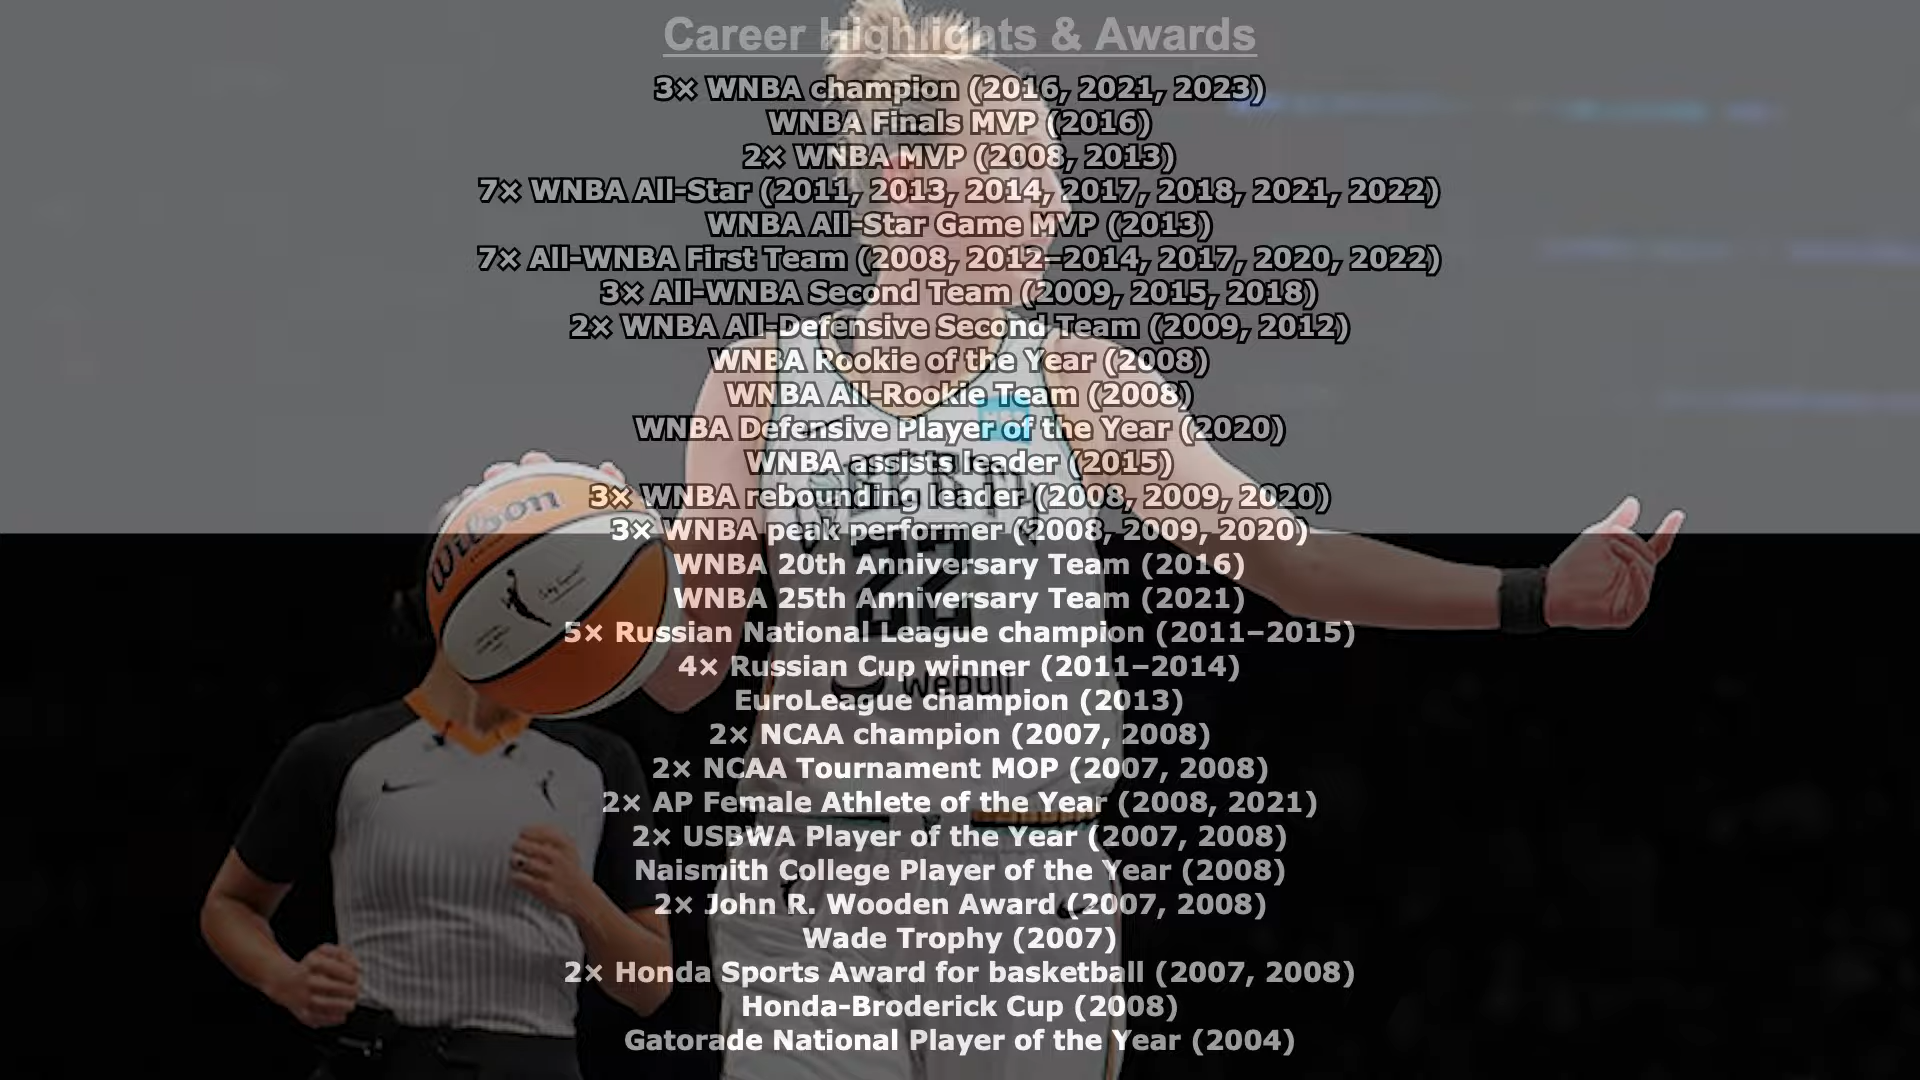 Career Highlights & Awards
3× WNBA champion (2016, 2021, 2023)
WNBA Finals MVP (2016)
2× WNBA MVP (2008, 2013)
7× WNBA All-Star (2011, 2013, 2014, 2017, 2018, 2021, 2022)
WNBA All-Star Game MVP (2013)
7× All-WNBA First Team (2008, 2012–2014, 2017, 2020, 2022)
3× All-WNBA Second Team (2009, 2015, 2018)
2× WNBA All-Defensive Second Team (2009, 2012)
WNBA Rookie of the Year (2008)
WNBA All-Rookie Team (2008)
WNBA Defensive Player of the Year (2020)
WNBA assists leader (2015)
3× WNBA rebounding leader (2008, 2009, 2020)
Wilson
3× WNBA peak performer (2008, 2009, 2020)
22
WNBA 20th Anniversary Team (2016)
WNBA 25th Anniversary Team (2021)
5× Russian National League champion (2011–2015)
4× Russian Cup winner (2011–2014)
Webull
EuroLeague champion (2013)
2× NCAA champion (2007, 2008)
2× NCAA Tournament MOP (2007, 2008)
2× AP Female Athlete of the Year (2008, 2021)
2× USBWA Player of the Year (2007, 2008)
Naismith College Player of the Year (2008)
2× John R. Wooden Award (2007, 2008)
Wade Trophy (2007)
2× Honda Sports Award for basketball (2007, 2008)
Honda-Broderick Cup (2008)
Gatorade National Player of the Year (2004)